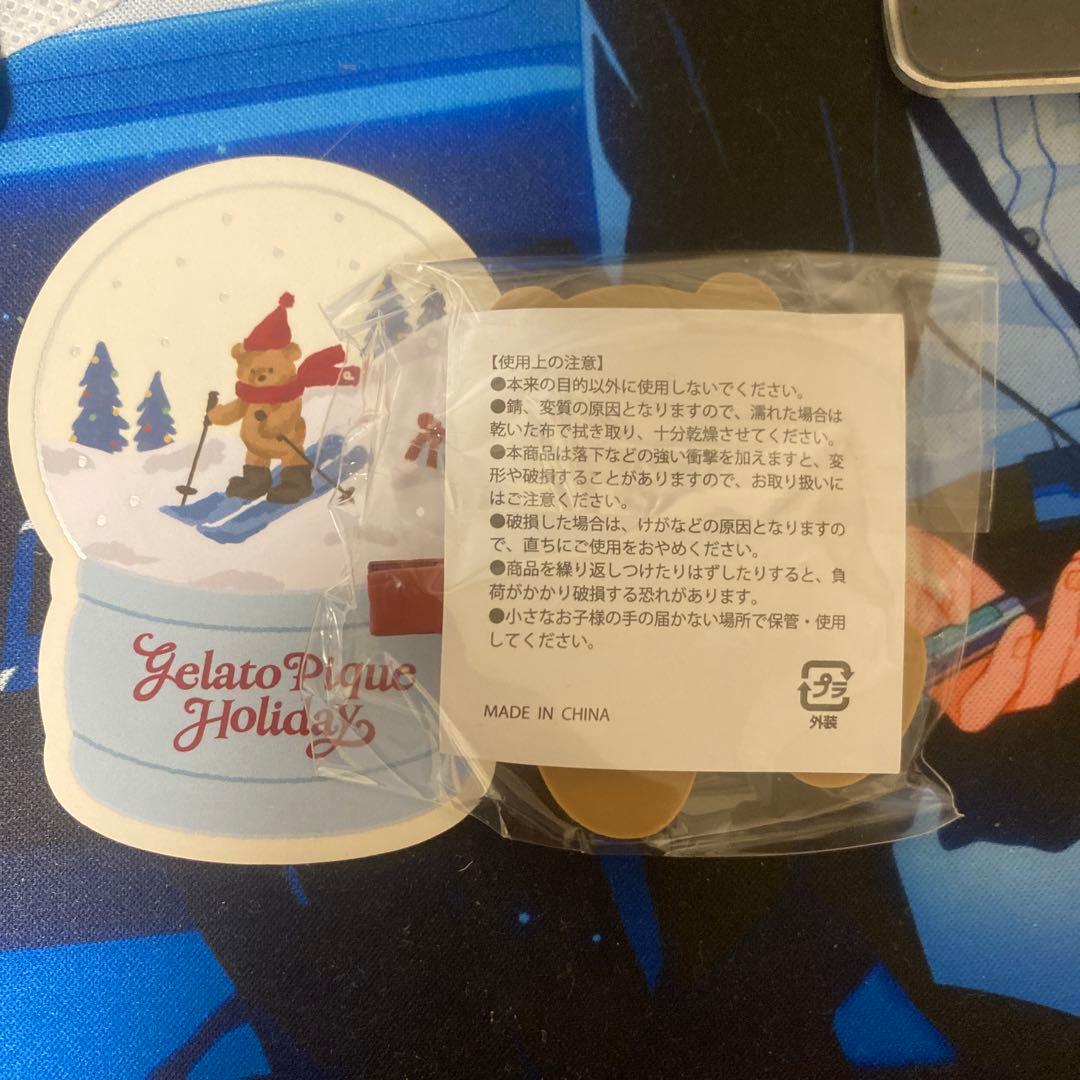 Gelato Pique
Holiday
P
【使用上の注意】
●本来の目的以外に使用しないでください。
●錆、変質の原因となりますので、濡れた場合は
乾いた布で拭き取り、十分乾燥させてください。
●本商品は落下などの強い衝撃を加えますと、変
形や破損することがありますので、お取り扱いに
はご注意ください。
●破損した場合は、けがなどの原因となりますの
で、直ちにご使用をおやめください。
●商品を繰り返しつけたりはずしたりすると、負
荷がかかり破損する恐れがあります。
●小さなお子様の手の届かない場所で保管・使用
してください。
プラ
外装
MADE IN CHINA